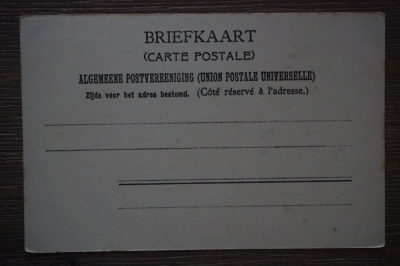 BRIEFKAART
(CARTE POSTALE)
ALGEMEENE POSTVEREENIGING (UNION POSTALE UNIVERSELLE)
Zijde voor het adres bestemd. (Côté réservé à l'adresse.)